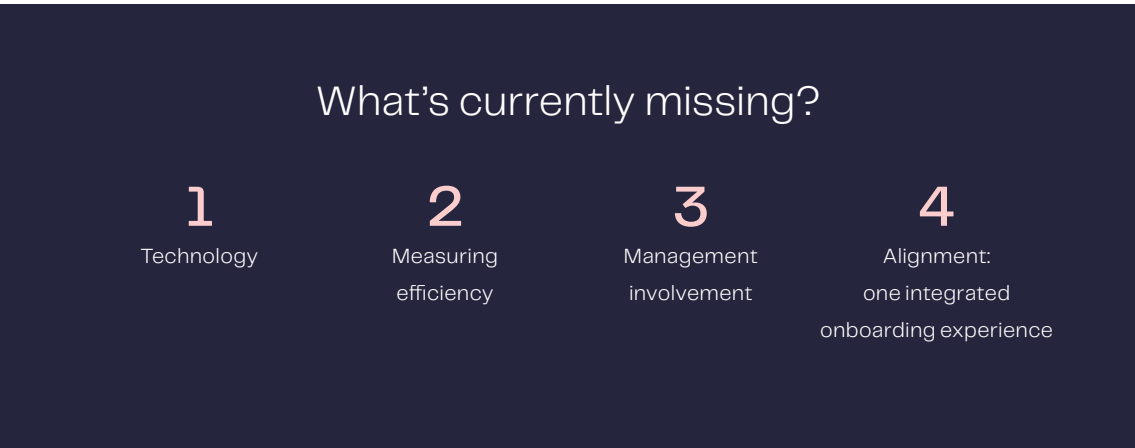 What’s currently missing?
1
Technology
2
Measuring
efficiency
3
Management
involvement
4
Alignment:
one integrated
onboarding experience